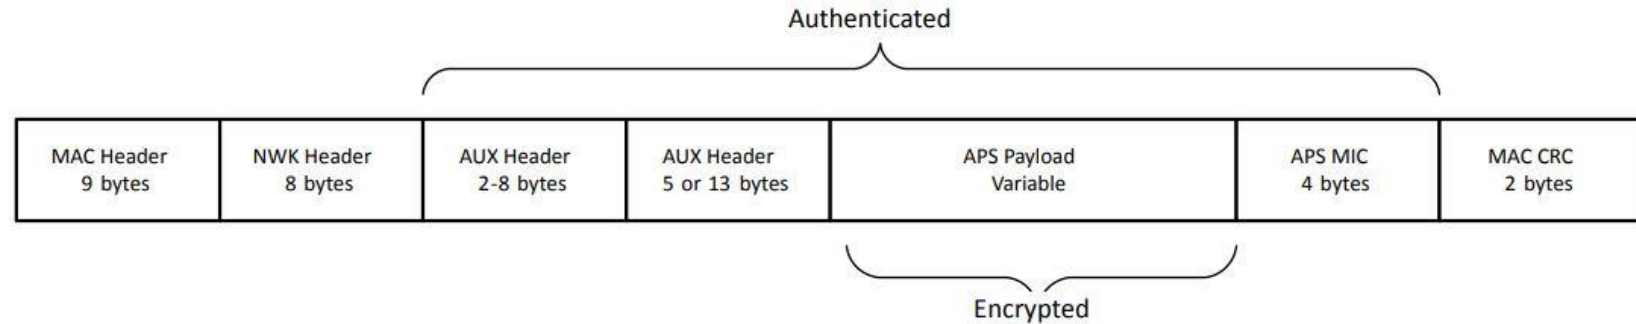 Authenticated
MAC Header
9 bytes
NWK Header
8 bytes
AUX Header
2-8 bytes
AUX Header
5 or 13 bytes
APS Payload
Variable
APS MIC
4 bytes
MAC CRC
2 bytes
Encrypted